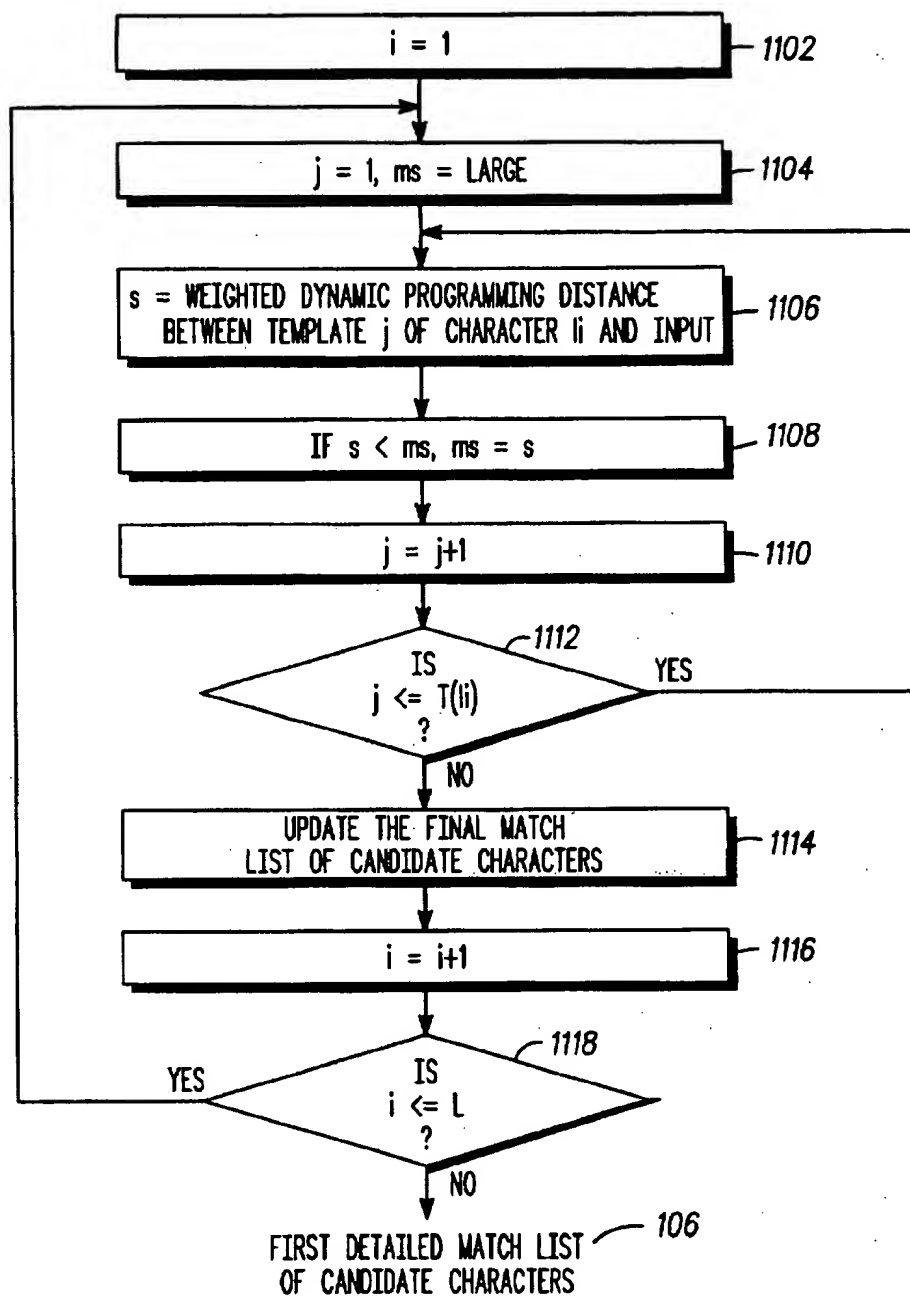 i = 1
1102
j = 1, ms = LARGE
1104
s = WEIGHTED DYNAMIC PROGRAMMING DISTANCE
BETWEEN TEMPLATE j OF CHARACTER li AND INPUT
1106
IF s < ms, ms = s
1108
j = j+1
1110
1112
IS
j <= T(li)
?
YES
NO
UPDATE THE FINAL MATCH
LIST OF CANDIDATE CHARACTERS
1114
i = i+1
1116
1118
YES
IS
i <= L
?
NO
106
FIRST DETAILED MATCH LIST
OF CANDIDATE CHARACTERS